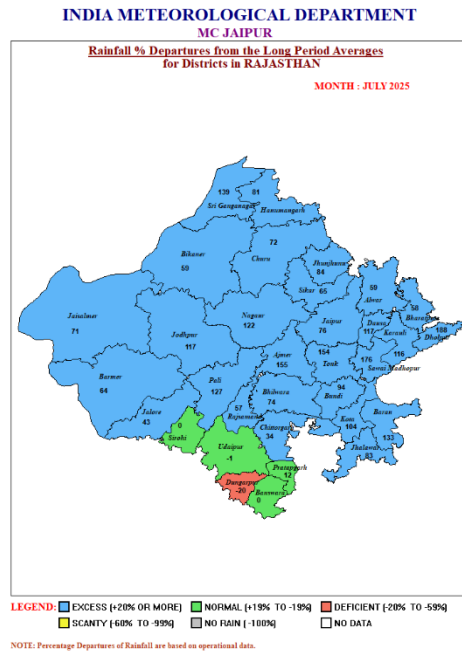 INDIA METEOROLOGICAL DEPARTMENT
MC JAIPUR
Rainfall % Departures from the Long Period Averages
for Districts in RAJASTHAN
MONTH : JULY 2025
139
81
Sri Ganganagar
Hanumangarh
72
Churu
Bikaner
59
Jhunjhunu
84
Sikar 65
59
Alwar
58
Bharatpur
Jaisalmer
71
Nagaur
122
Jaipur
76
Dausa
117
Karauli
158
Dholpur
Jodhpur
117
Ajmer
155
154
Tonk
176
116
Sawai Madhopur
Barmer
64
Pali
127
Bhilwara
74
94
Bundi
Jalore
43
57
Rajsamand
Kota
104
Baran
133
0
Sirohi
Chittorgarh
34
Jhalawar
83
Udaipur
-1
Pratapgarh
12
Dungarpur
-20
Banswara
0
LEGEND: EXCESS (+20% OR MORE) NORMAL (+19% TO -19%) DEFICIENT (-20% TO -59%)
SCANTY (-60% TO -99%) NO RAIN (-100%) NO DATA
NOTE: Percentage Departures of Rainfall are based on operational data.